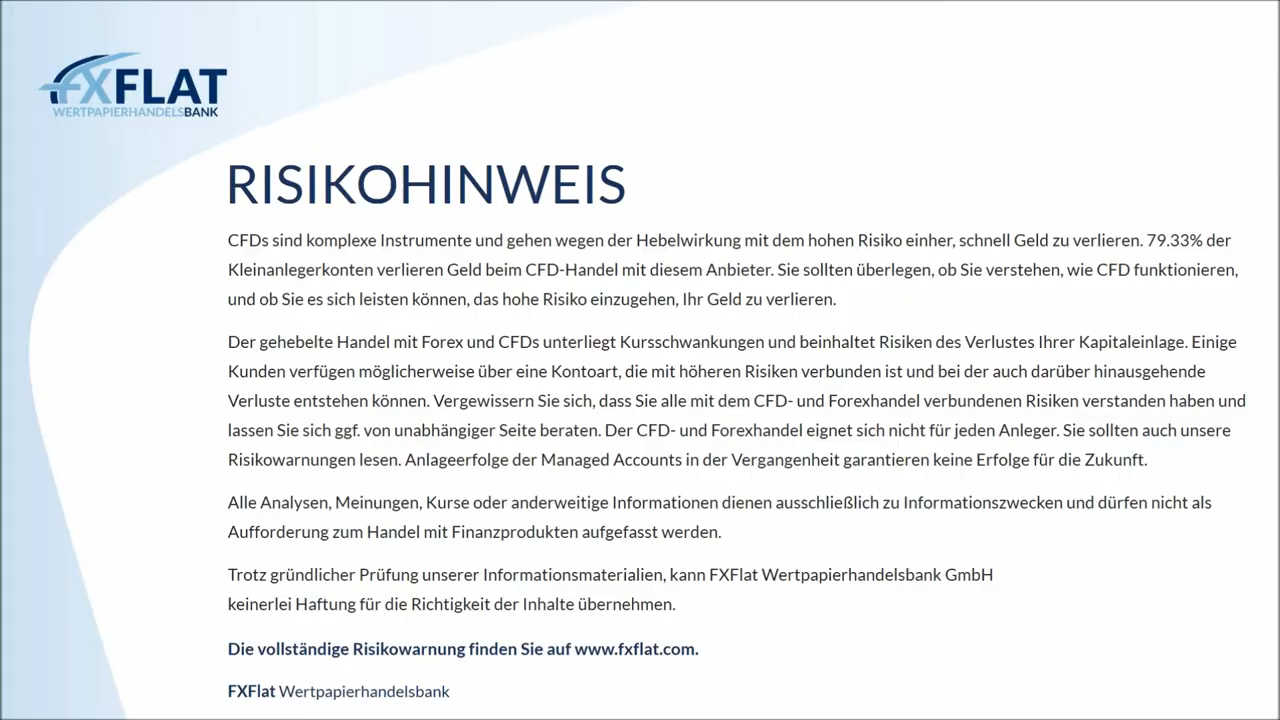 FXFLAT
WERTPAPIERHANDELSBANK
RISIKOHINWEIS
CFDs sind komplexe Instrumente und gehen wegen der Hebelwirkung mit dem hohen Risiko einher, schnell Geld zu verlieren. 79.33% der
Kleinanlegerkonten verlieren Geld beim CFD-Handel mit diesem Anbieter. Sie sollten überlegen, ob Sie verstehen, wie CFD funktionieren,
und ob Sie es sich leisten können, das hohe Risiko einzugehen, Ihr Geld zu verlieren.
Der gehebelte Handel mit Forex und CFDs unterliegt Kursschwankungen und beinhaltet Risiken des Verlustes Ihrer Kapitaleinlage. Einige
Kunden verfügen möglicherweise über eine Kontoart, die mit höheren Risiken verbunden ist und bei der auch darüber hinausgehende
Verluste entstehen können. Vergewissern Sie sich, dass Sie alle mit dem CFD- und Forexhandel verbundenen Risiken verstanden haben und
lassen Sie sich ggf. von unabhängiger Seite beraten. Der CFD- und Forexhandel eignet sich nicht für jeden Anleger. Sie sollten auch unsere
Risikowarnungen lesen. Anlageerfolge der Managed Accounts in der Vergangenheit garantieren keine Erfolge für die Zukunft.
Alle Analysen, Meinungen, Kurse oder anderweitige Informationen dienen ausschließlich zu Informationszwecken und dürfen nicht als
Aufforderung zum Handel mit Finanzprodukten aufgefasst werden.
Trotz gründlicher Prüfung unserer Informationsmaterialien, kann FXFlat Wertpapierhandelsbank GmbH
keinerlei Haftung für die Richtigkeit der Inhalte übernehmen.
Die vollständige Risikowarnung finden Sie auf www.fxflat.com.
FXFlat Wertpapierhandelsbank